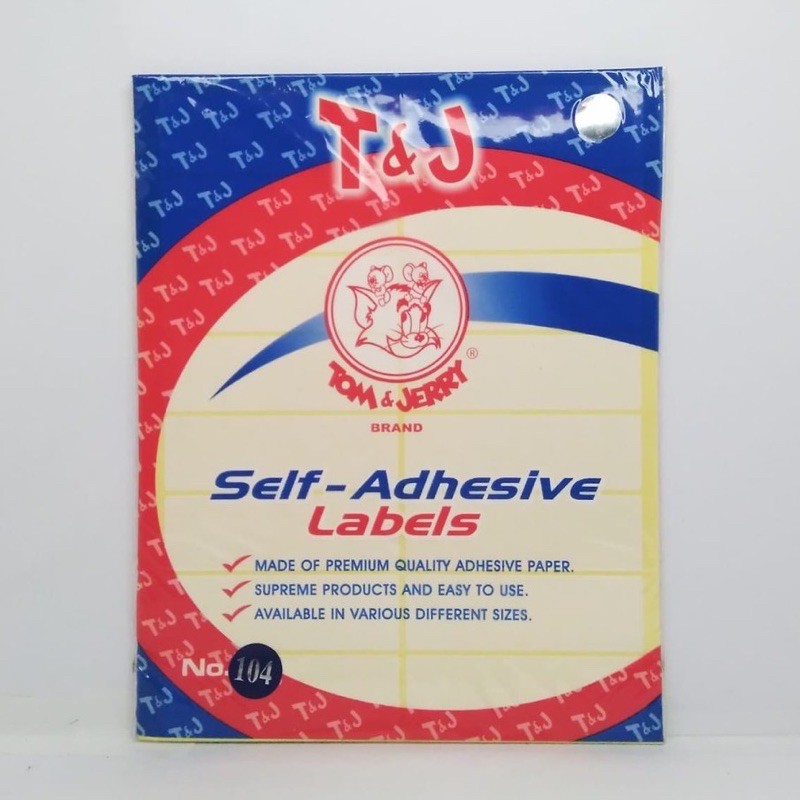 T&J
TOM & JERRY ®
BRAND
Self-Adhesive
Labels
MADE OF PREMIUM QUALITY ADHESIVE PAPER.
SUPREME PRODUCTS AND EASY TO USE.
AVAILABLE IN VARIOUS DIFFERENT SIZES.
No. 104